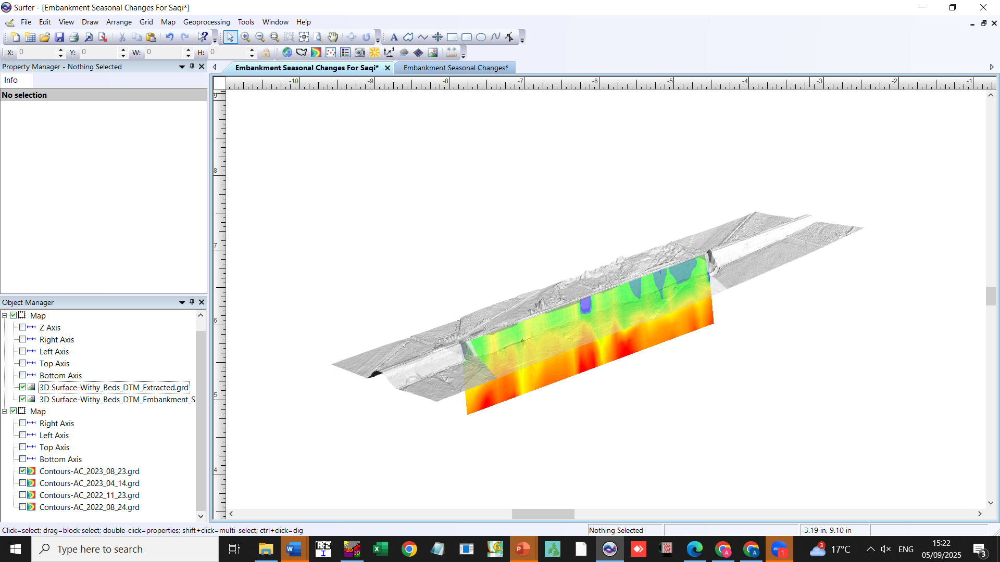 Surfer - [Embankment Seasonal Changes For Saqi*]
File Edit View Draw Arrange Grid Map Geoprocessing Tools Window Help
X: 0 Y: 0 W: 0 H: 0
Property Manager - Nothing Selected
Embankment Seasonal Changes For Saqi*
Embankment Seasonal Changes*
Info
-10 -9 -8 -7 -6 -5 -4 -3 -2 -1
No selection
9
8
7
6
5
4
Object Manager
Map
Z Axis
Right Axis
Left Axis
Top Axis
Bottom Axis
3D Surface-Withy_Beds_DTM_Extracted.grd
3D Surface-Withy_Beds_DTM_Embankment_S
Map
Right Axis
Left Axis
Top Axis
Bottom Axis
Contours-AC_2023_08_23.grd
Contours-AC_2023_04_14.grd
Contours-AC_2022_11_23.grd
Contours-AC_2022_08_24.grd
Click=select; drag=block select; double-click=properties; shift+click=multi-select; ctrl+click=dig
Nothing Selected
-3.19 in, 9.10 in
Type here to search
3
17°C
ENG
15:22
05/09/2025
3